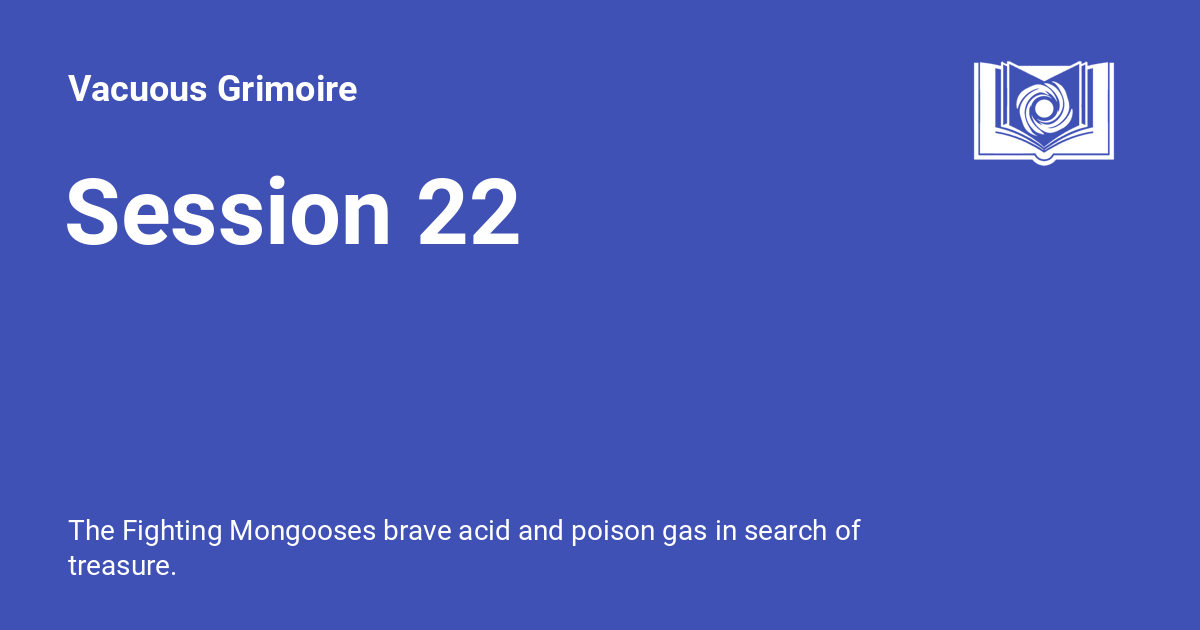 Vacuous Grimoire
Session 22
The Fighting Mongooses brave acid and poison gas in search of
treasure.